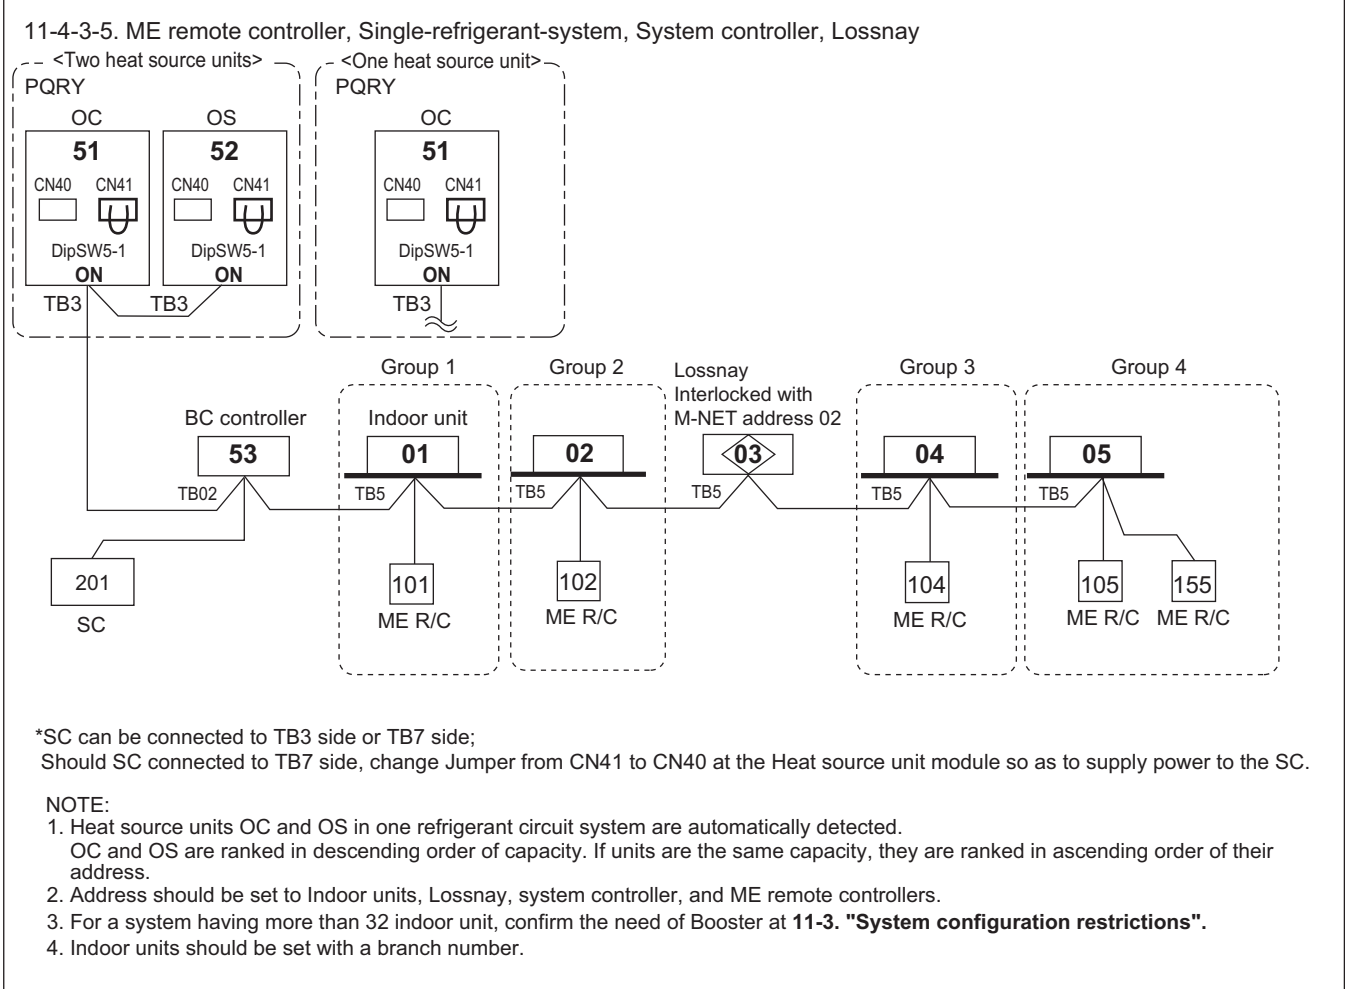 11-4-3-5. ME remote controller, Single-refrigerant-system, System controller, Lossnay
<Two heat source units>
<One heat source unit>
PQRY
PQRY
OC
OS
OC
51
52
51
CN40
CN41
CN40
CN41
CN40
CN41
DipSW5-1
DipSW5-1
DipSW5-1
ON
ON
ON
TB3
TB3
TB3
Group 1
Group 2
Lossnay
Interlocked with
M-NET address 02
Group 3
Group 4
BC controller
Indoor unit
53
01
02
03
04
05
TB02
TB5
TB5
TB5
TB5
TB5
201
SC
101
ME R/C
102
ME R/C
104
ME R/C
105
ME R/C
155
ME R/C
*SC can be connected to TB3 side or TB7 side;
Should SC connected to TB7 side, change Jumper from CN41 to CN40 at the Heat source unit module so as to supply power to the SC.
NOTE:
1. Heat source units OC and OS in one refrigerant circuit system are automatically detected.
OC and OS are ranked in descending order of capacity. If units are the same capacity, they are ranked in ascending order of their
address.
2. Address should be set to Indoor units, Lossnay, system controller, and ME remote controllers.
3. For a system having more than 32 indoor unit, confirm the need of Booster at 11-3. "System configuration restrictions".
4. Indoor units should be set with a branch number.